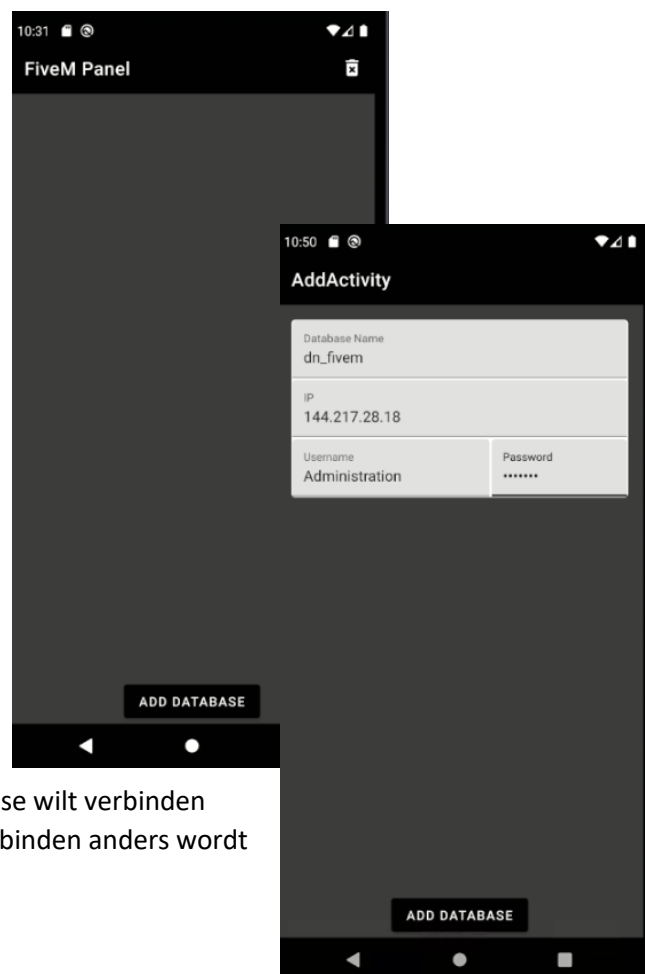 10:31
FiveM Panel
ADD DATABASE
10:50
AddActivity
Database Name
dn_fivem
IP
144.217.28.18
Username
Administration
Password
•••••••
ADD DATABASE
se wilt verbinden
binden anders wordt